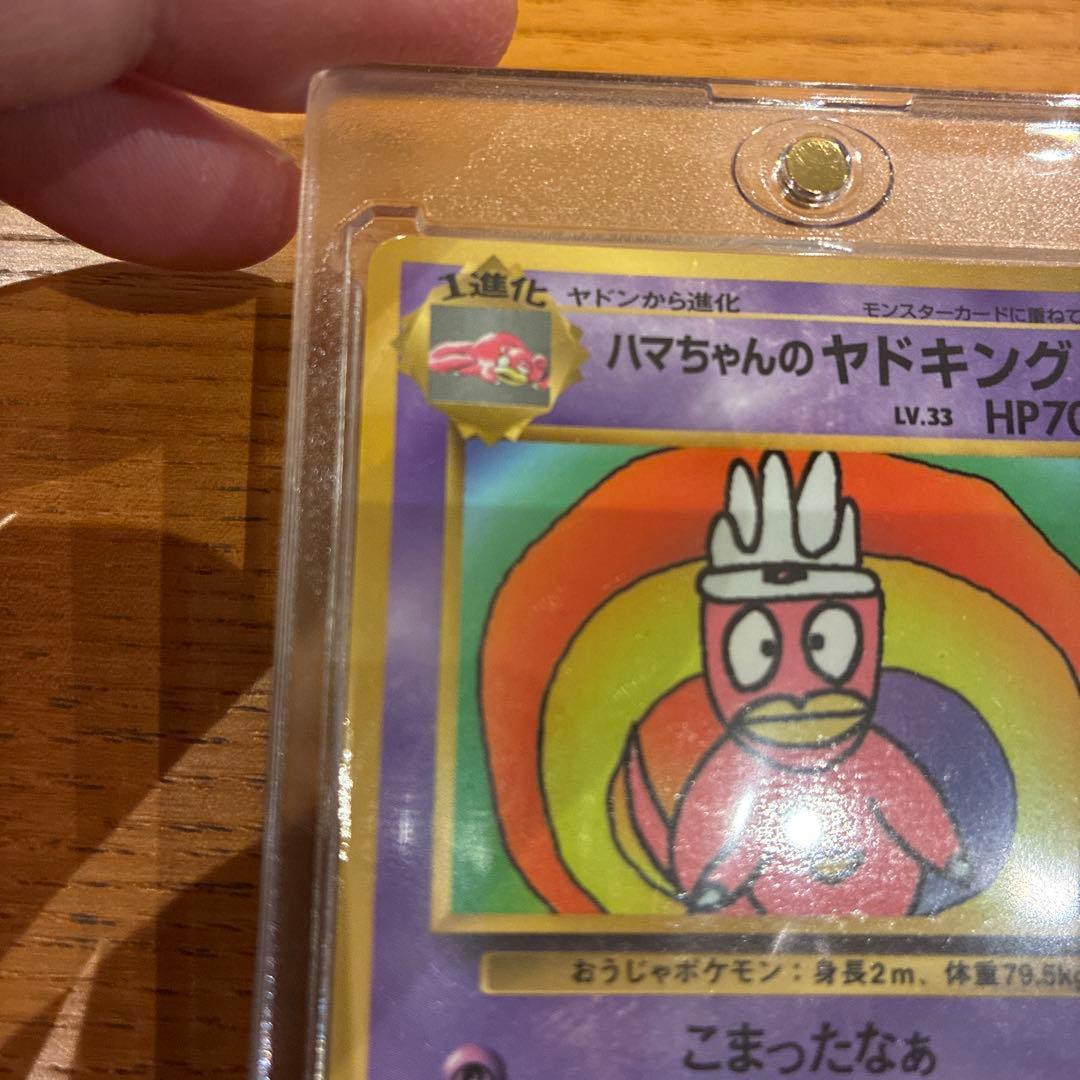 1進化 ヤドンから進化 モンスターカードに重ねて
ハマちゃんのヤドキング
LV.33 HP70
おうじゃポケモン：身長2m、体重79.5kg
こまったなぁ